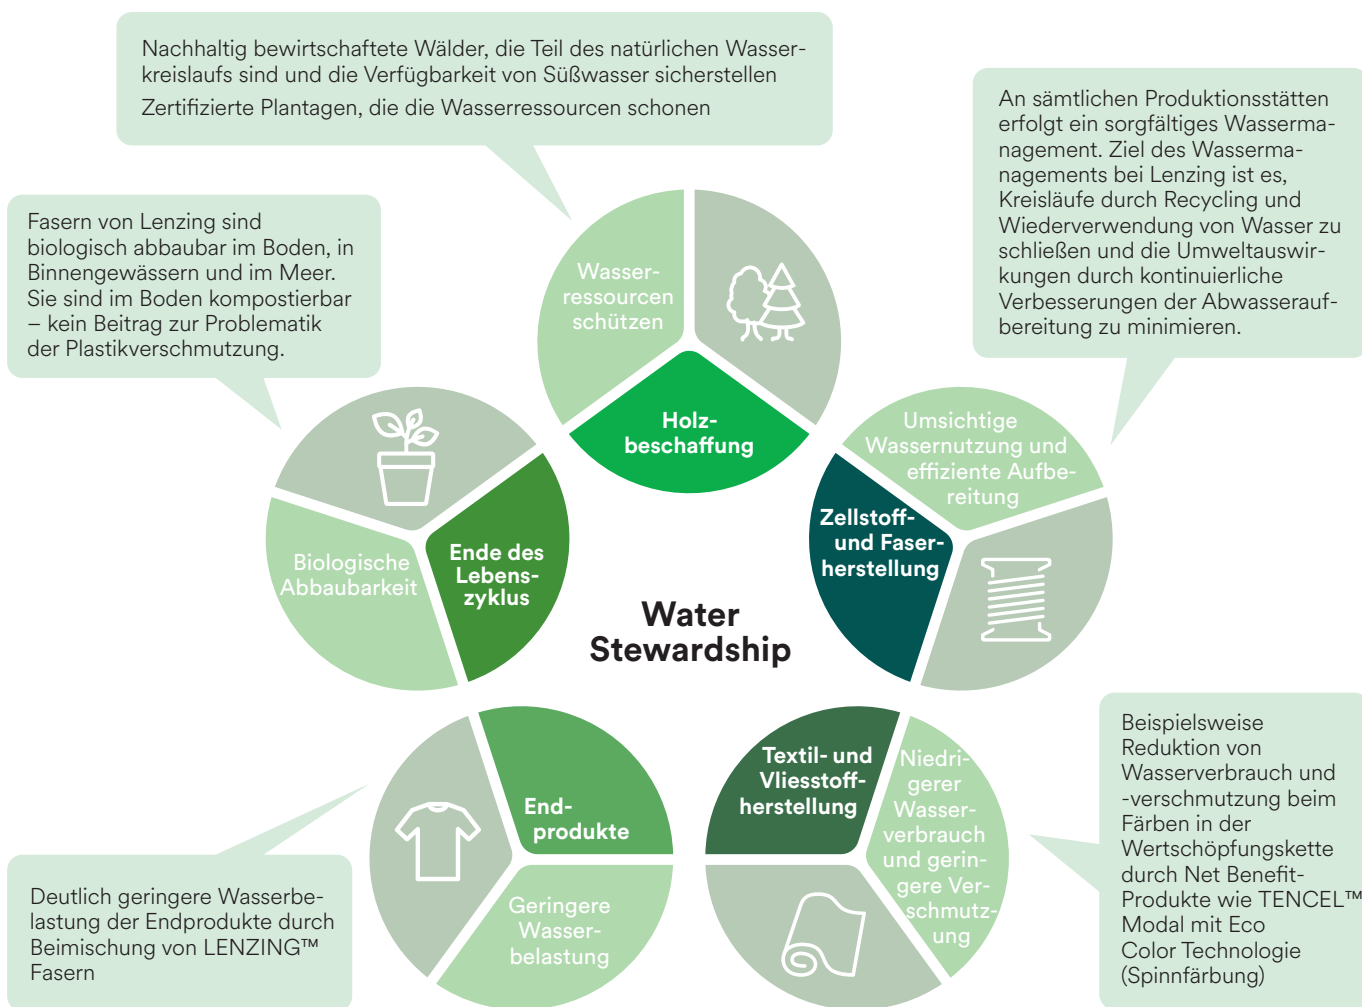 Nachhaltig bewirtschaftete Wälder, die Teil des natürlichen Wasser-
kreislaufs sind und die Verfügbarkeit von Süßwasser sicherstellen
Zertifizierte Plantagen, die die Wasserressourcen schonen
An sämtlichen Produktionsstätten
erfolgt ein sorgfältiges Wasserma-
nagement. Ziel des Wasserma-
nagements bei Lenzing ist es,
Kreisläufe durch Recycling und
Wiederverwendung von Wasser zu
schließen und die Umweltauswir-
kungen durch kontinuierliche
Verbesserungen der Abwasserauf-
bereitung zu minimieren.
Fasern von Lenzing sind
biologisch abbaubar im Boden, in
Binnengewässern und im Meer.
Sie sind im Boden kompostierbar
– kein Beitrag zur Problematik
der Plastikverschmutzung.
Wasser-
ressourcen
schützen
Holz-
beschaffung
Umsichtige
Wassernutzung und
effiziente Aufbe-
reitung
Zellstoff-
und Faser-
herstellung
Ende des
Lebens-
zyklus
Biologische
Abbaubarkeit
Water
Stewardship
End-
produkte
Geringere
Wasser-
belastung
Textil- und
Vliesstoff-
herstellung
Niedri-
gerer
Wasser-
verbrauch
und gerin-
gere Ver-
schmutz-
ung
Beispielsweise
Reduktion von
Wasserverbrauch und
-verschmutzung beim
Färben in der
Wertschöpfungskette
durch Net Benefit-
Produkte wie TENCEL™
Modal mit Eco
Color Technologie
(Spinnfärbung)
Deutlich geringere Wasserbe-
lastung der Endprodukte durch
Beimischung von LENZING™
Fasern